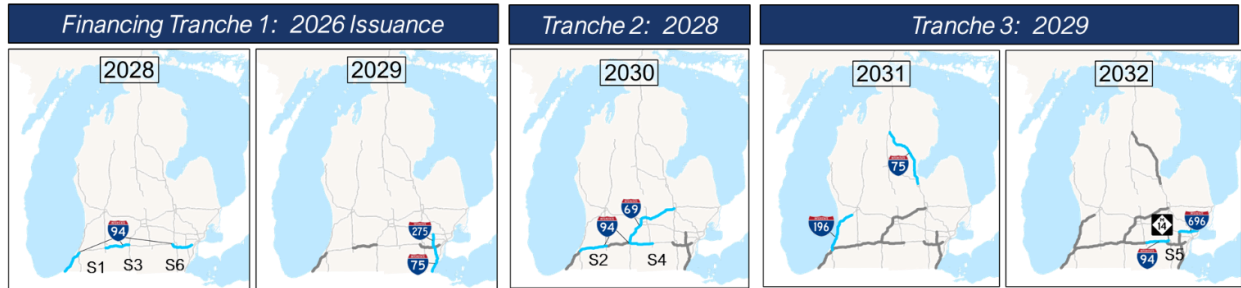 Financing Tranche 1: 2026 Issuance
Tranche 2: 2028
Tranche 3: 2029
2028
94
S1
S3
S6
2029
275
75
2030
69
94
S2
S4
2031
75
196
2032
14
696
S5
94